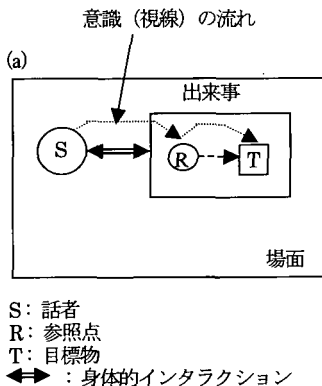 意識（視線）の流れ
(a)
出来事
S
R
T
場面
S：話者
R：参照点
T：目標物
：身体的インタラクション